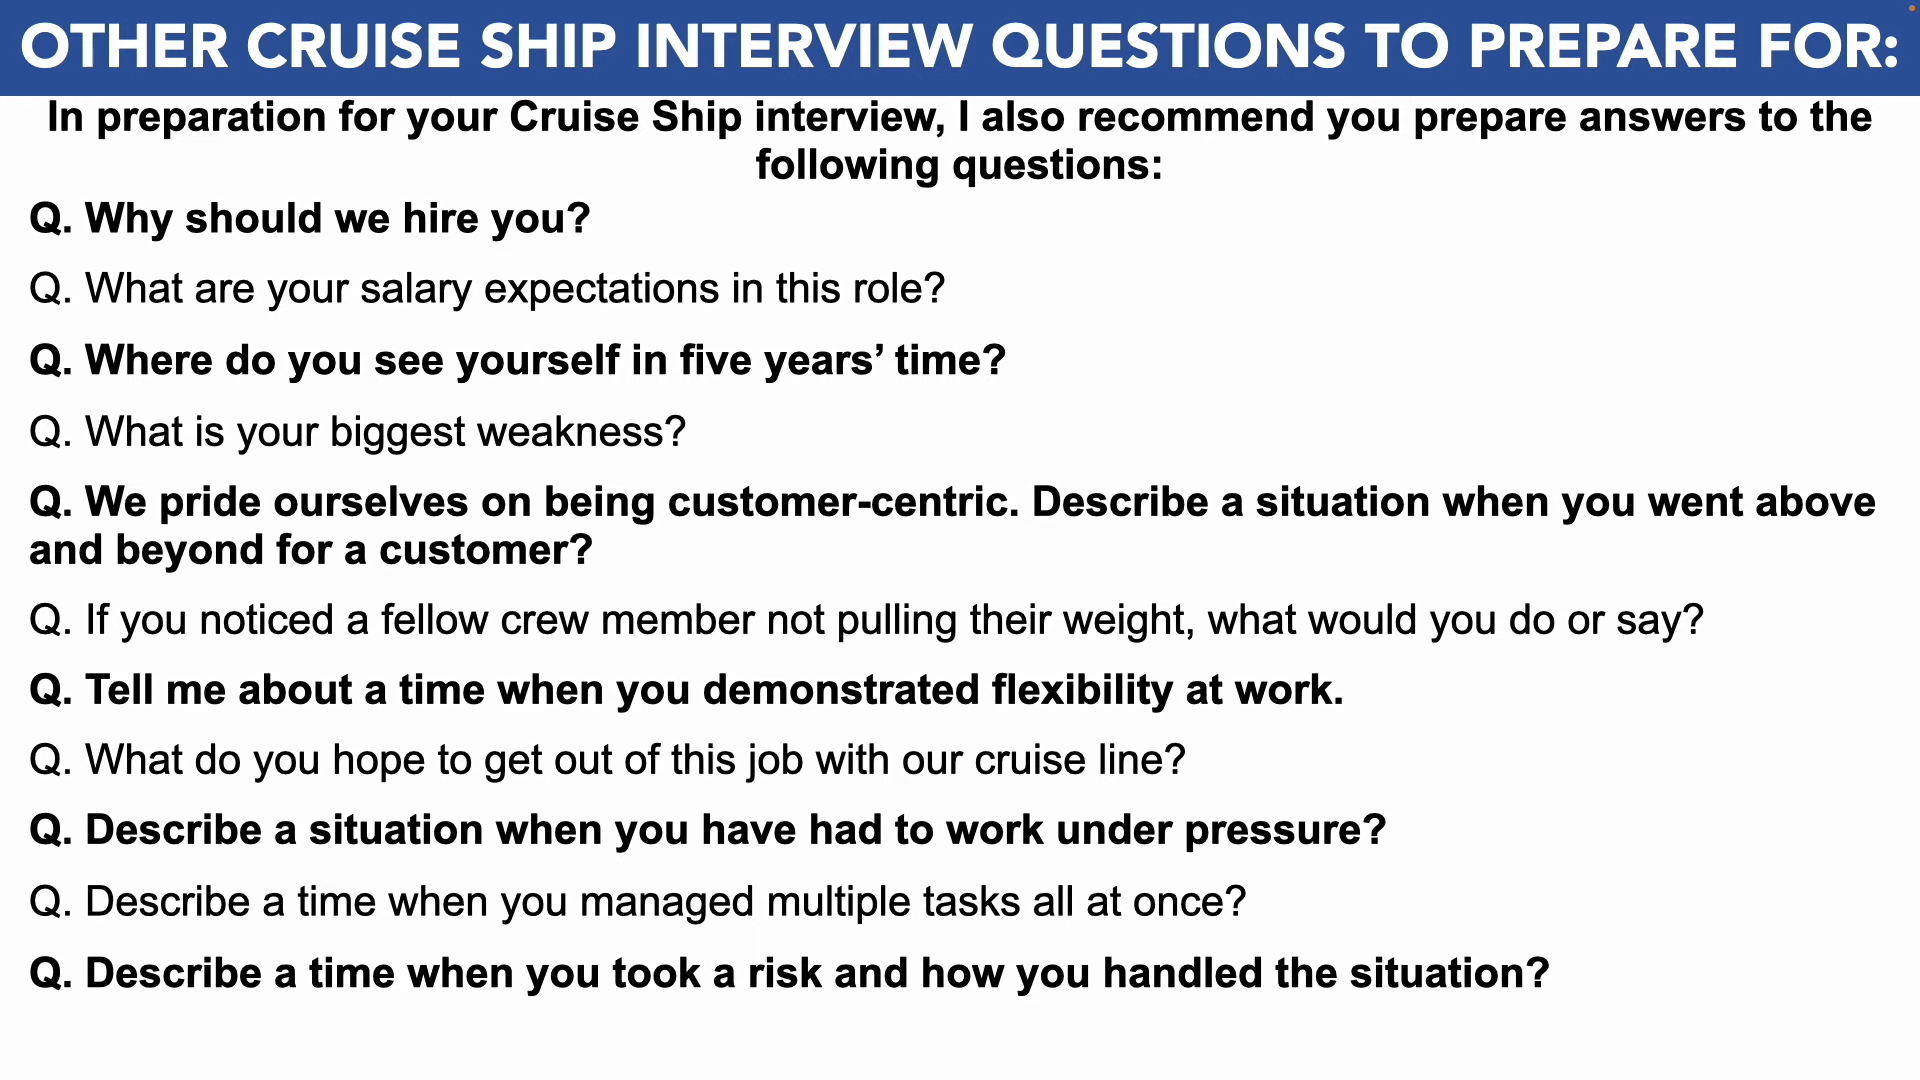 OTHER CRUISE SHIP INTERVIEW QUESTIONS TO PREPARE FOR:
In preparation for your Cruise Ship interview, I also recommend you prepare answers to the
following questions:
Q. Why should we hire you?
Q. What are your salary expectations in this role?
Q. Where do you see yourself in five years’ time?
Q. What is your biggest weakness?
Q. We pride ourselves on being customer-centric. Describe a situation when you went above
and beyond for a customer?
Q. If you noticed a fellow crew member not pulling their weight, what would you do or say?
Q. Tell me about a time when you demonstrated flexibility at work.
Q. What do you hope to get out of this job with our cruise line?
Q. Describe a situation when you have had to work under pressure?
Q. Describe a time when you managed multiple tasks all at once?
Q. Describe a time when you took a risk and how you handled the situation?